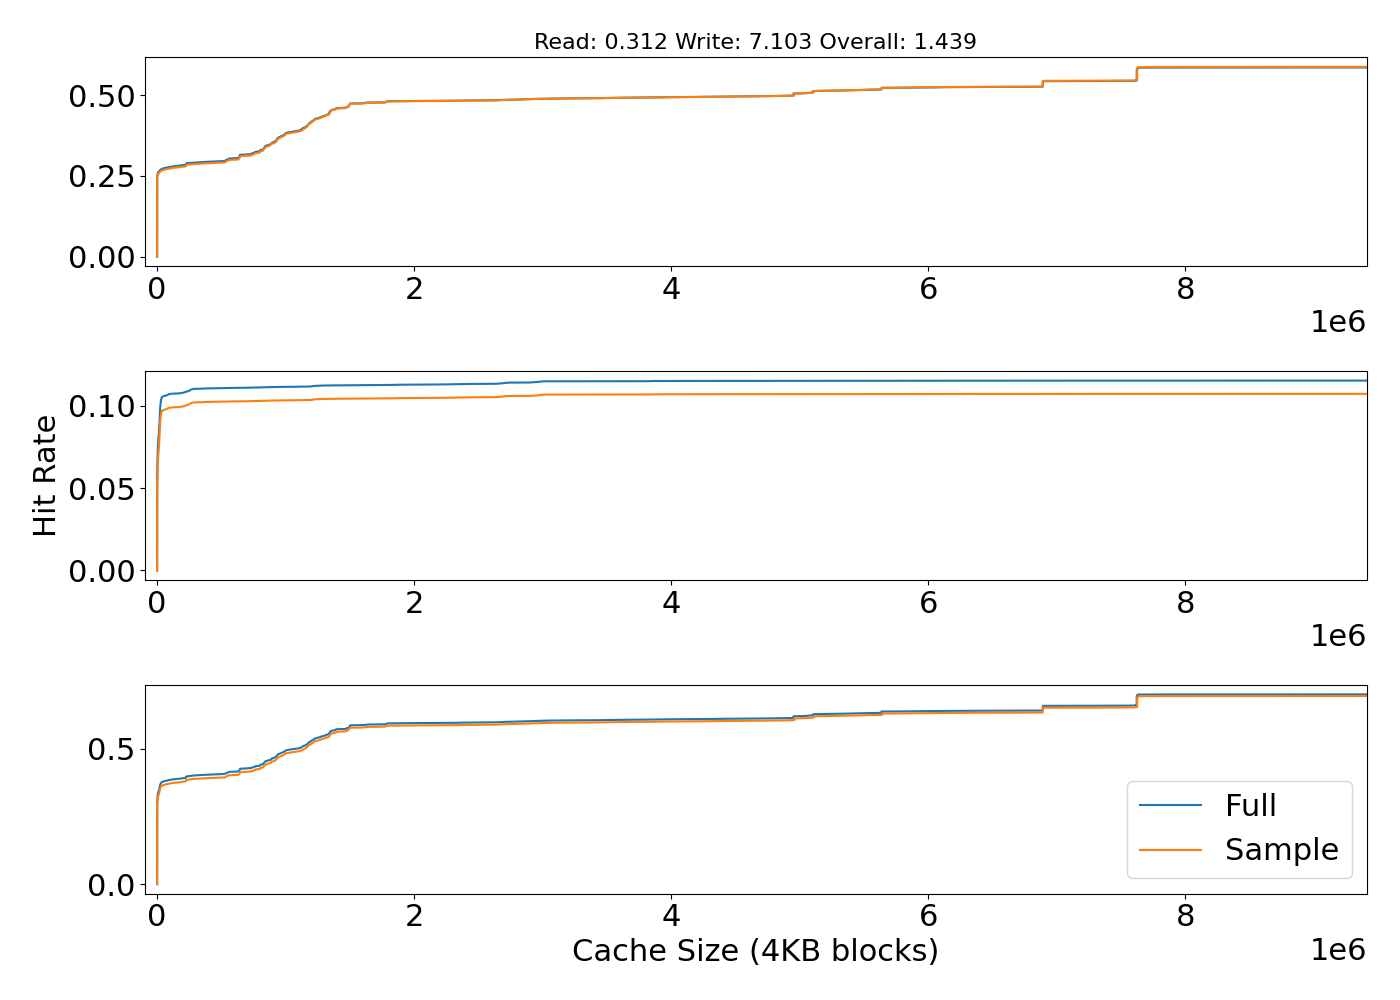 Read: 0.312 Write: 7.103 Overall: 1.439
0.50
0.25
0.00
0 2 4 6 8
1e6
Hit Rate
0.10
0.05
0.00
0 2 4 6 8
1e6
0.5
0.0
Full
Sample
0 2 4 6 8
Cache Size (4KB blocks)
1e6